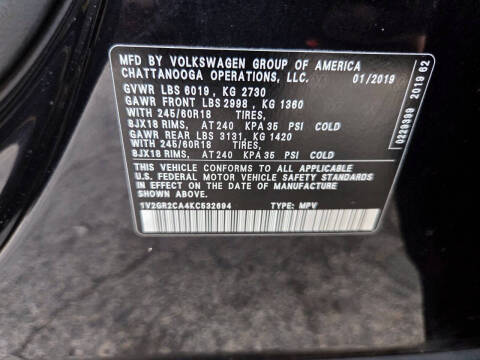 MFD BY VOLKSWAGEN GROUP OF AMERICA
CHATTANOOGA OPERATIONS, LLC. 01/2019
GVWR LBS 6019, KG 2730
GAWR FRONT LBS 2998, KG 1360
WITH 245/60R18 TIRES,
8JX18 RIMS, AT 240 KPA 35 PSI COLD
GAWR REAR LBS 3131, KG 1420
WITH 245/60R18 TIRES,
8JX18 RIMS, AT 240 KPA 35 PSI COLD
THIS VEHICLE CONFORMS TO ALL APPLICABLE
U.S. FEDERAL MOTOR VEHICLE SAFETY STANDARDS
IN EFFECT ON THE DATE OF MANUFACTURE
SHOWN ABOVE.
1V2GR2CA4KC532694 TYPE: MPV
0229398 2019 62